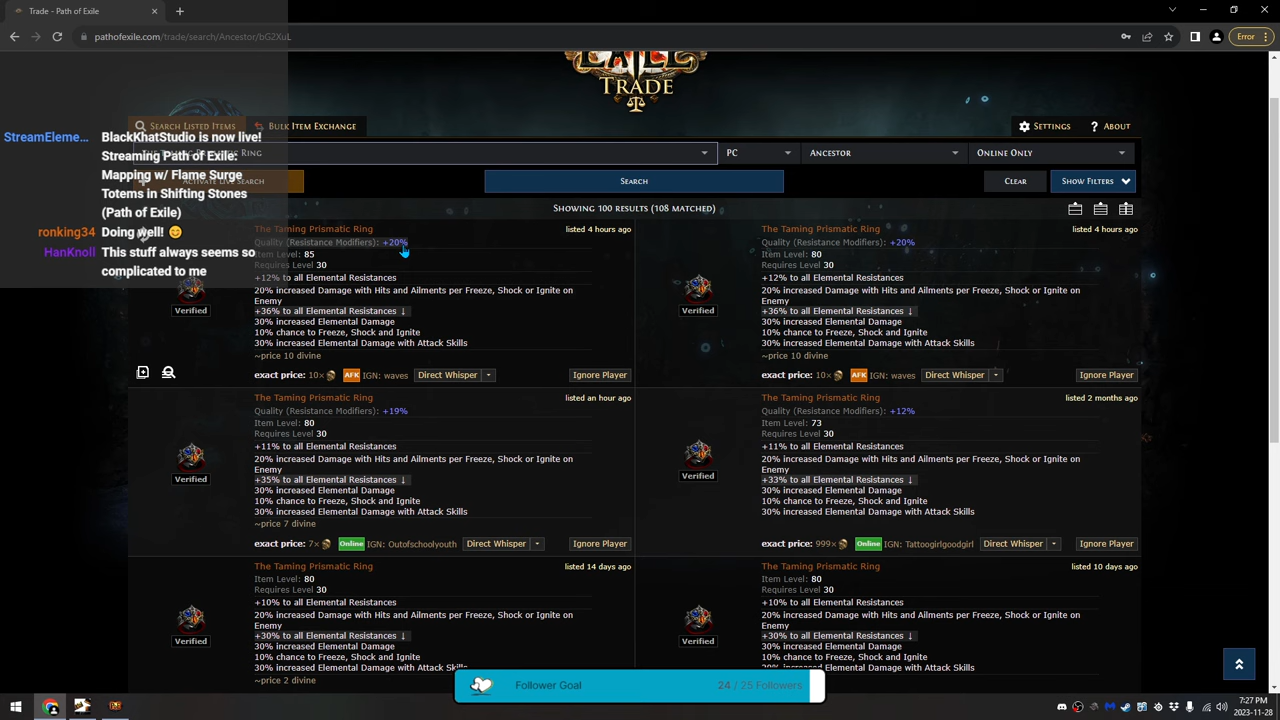 Trade - Path of Exile
pathofexile.com/trade/search/Ancestor/bG2XuL
Error
EXILE
TRADE
SEARCH LISTED ITEMS
BULK ITEM EXCHANGE
SETTINGS
ABOUT
RING
PC
ANCESTOR
ONLINE ONLY
ACTIVATE LIVE SEARCH
SEARCH
CLEAR
SHOW FILTERS
StreamEleme… BlackKhatStudio is now live!
Streaming Path of Exile:
Mapping w/ Flame Surge
Totems in Shifting Stones
(Path of Exile)
ronking34 Doing well! 😊
HanKnoll This stuff always seems so
complicated to me
SHOWING 100 RESULTS (108 MATCHED)
The Taming Prismatic Ring
listed 4 hours ago
Quality (Resistance Modifiers): +20%
Item Level: 85
Requires Level 30
+12% to all Elemental Resistances
20% increased Damage with Hits and Ailments per Freeze, Shock or Ignite on
Enemy
+36% to all Elemental Resistances ↓
30% increased Elemental Damage
10% chance to Freeze, Shock and Ignite
30% increased Elemental Damage with Attack Skills
~price 10 divine
Verified
exact price: 10× AFK IGN: waves Direct Whisper Ignore Player
The Taming Prismatic Ring
listed 4 hours ago
Quality (Resistance Modifiers): +20%
Item Level: 80
Requires Level 30
+12% to all Elemental Resistances
20% increased Damage with Hits and Ailments per Freeze, Shock or Ignite on
Enemy
+36% to all Elemental Resistances ↓
30% increased Elemental Damage
10% chance to Freeze, Shock and Ignite
30% increased Elemental Damage with Attack Skills
~price 10 divine
Verified
exact price: 10× AFK IGN: waves Direct Whisper Ignore Player
The Taming Prismatic Ring
listed an hour ago
Quality (Resistance Modifiers): +19%
Item Level: 80
Requires Level 30
+11% to all Elemental Resistances
20% increased Damage with Hits and Ailments per Freeze, Shock or Ignite on
Enemy
+35% to all Elemental Resistances ↓
30% increased Elemental Damage
10% chance to Freeze, Shock and Ignite
30% increased Elemental Damage with Attack Skills
~price 7 divine
Verified
exact price: 7× Online IGN: Outofschoolyouth Direct Whisper Ignore Player
The Taming Prismatic Ring
listed 2 months ago
Quality (Resistance Modifiers): +12%
Item Level: 73
Requires Level 30
+11% to all Elemental Resistances
20% increased Damage with Hits and Ailments per Freeze, Shock or Ignite on
Enemy
+33% to all Elemental Resistances ↓
30% increased Elemental Damage
10% chance to Freeze, Shock and Ignite
30% increased Elemental Damage with Attack Skills
Verified
exact price: 999× Online IGN: Tattoogirlgoodgirl Direct Whisper Ignore Player
The Taming Prismatic Ring
listed 14 days ago
Item Level: 80
Requires Level 30
+10% to all Elemental Resistances
20% increased Damage with Hits and Ailments per Freeze, Shock or Ignite on
Enemy
+30% to all Elemental Resistances ↓
30% increased Elemental Damage
10% chance to Freeze, Shock and Ignite
30% increased Elemental Damage with Attack Skills
~price 2 divine
Verified
The Taming Prismatic Ring
listed 10 days ago
Item Level: 80
Requires Level 30
+10% to all Elemental Resistances
20% increased Damage with Hits and Ailments per Freeze, Shock or Ignite on
Enemy
+30% to all Elemental Resistances ↓
30% increased Elemental Damage
10% chance to Freeze, Shock and Ignite
increased Elemental Damage with Attack Skills
Verified
Follower Goal
24 / 25 Followers
7:27 PM
2023-11-28